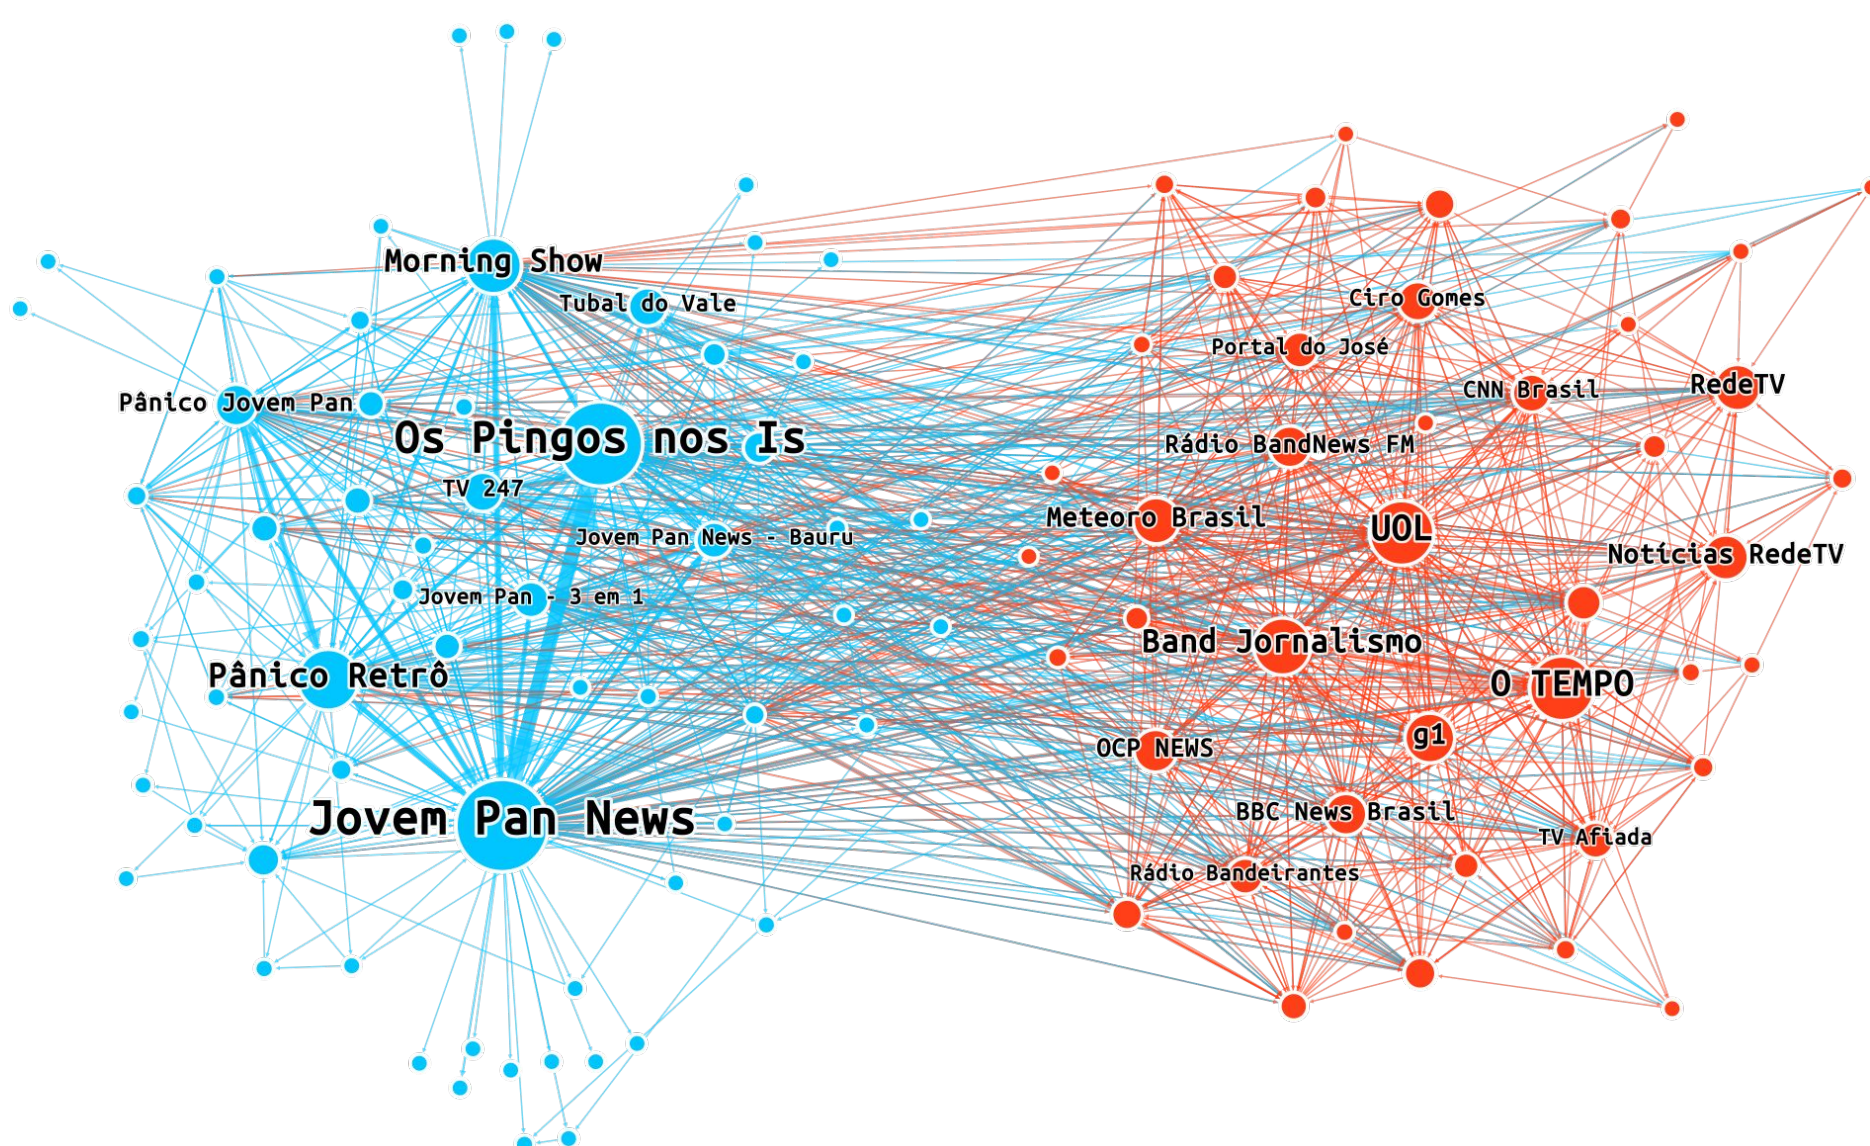 Morning Show
Tubal do Vale
Pânico Jovem Pan
Os Pingos nos Is
TV 247
Jovem Pan News - Bauru
Jovem Pan - 3 em 1
Pânico Retrô
Jovem Pan News
Ciro Gomes
Portal do José
CNN Brasil
RedeTV
Rádio BandNews FM
Meteoro Brasil
UOL
Notícias RedeTV
Band Jornalismo
O TEMPO
g1
OCP NEWS
BBC News Brasil
TV Afiada
Rádio Bandeirantes